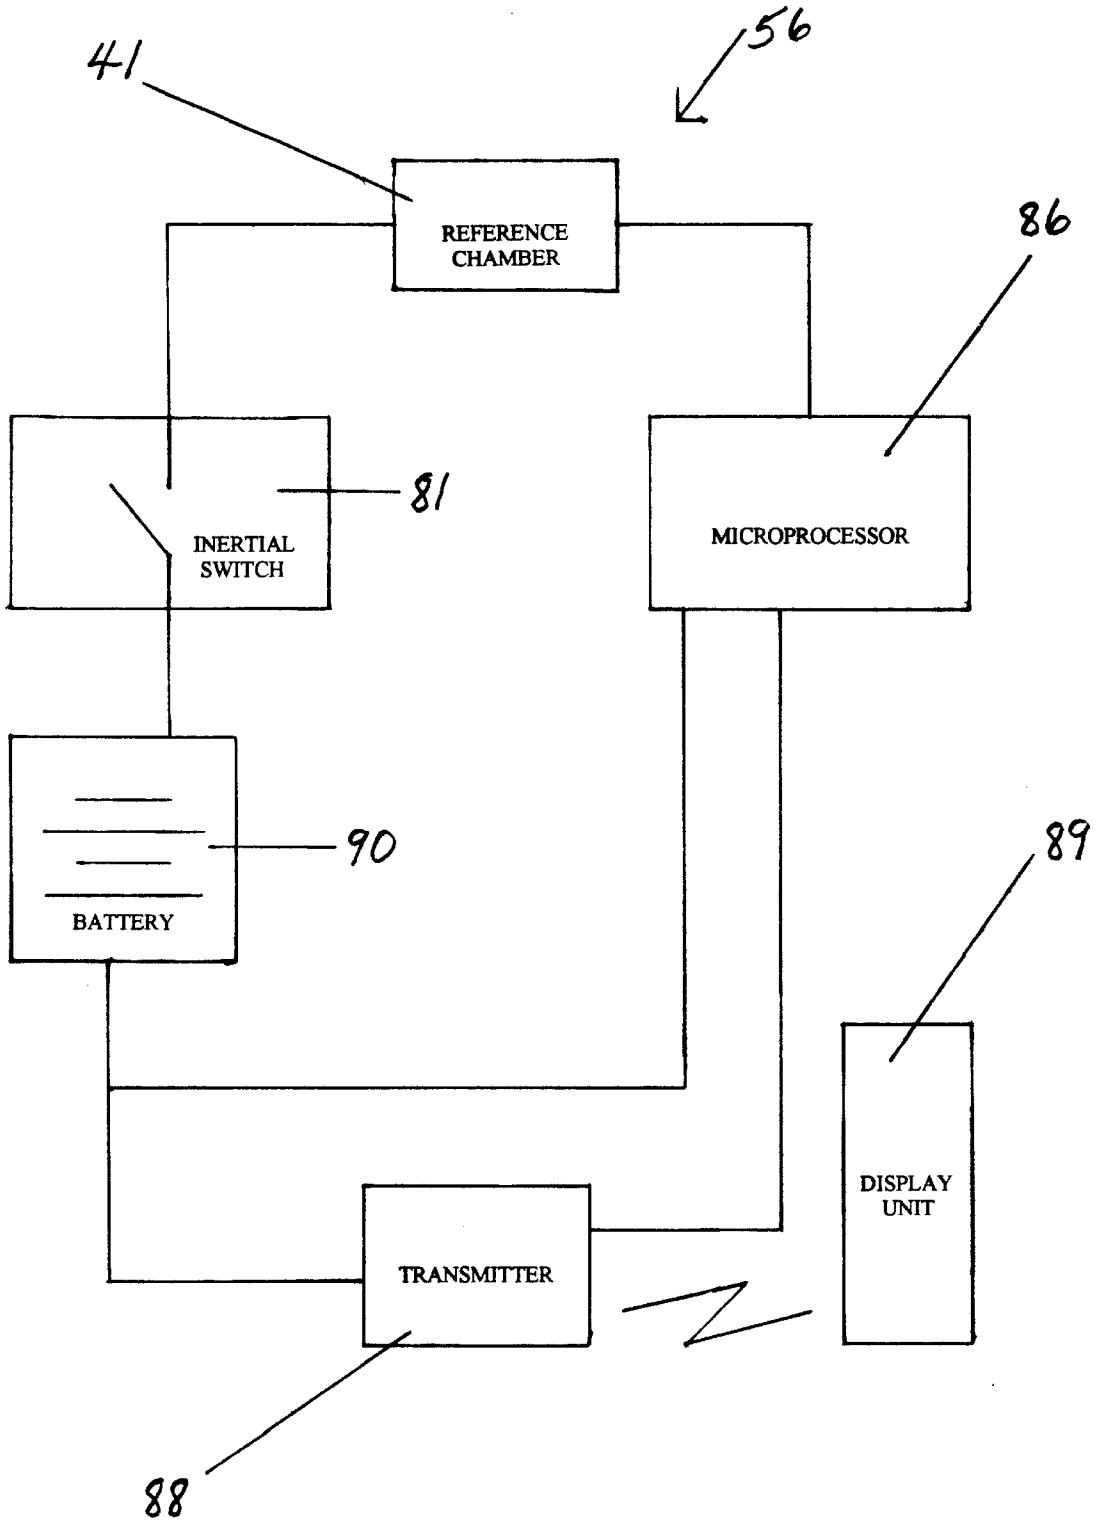 56
41
REFERENCE
CHAMBER
86
81
INERTIAL
SWITCH
MICROPROCESSOR
90
BATTERY
89
DISPLAY
UNIT
TRANSMITTER
88